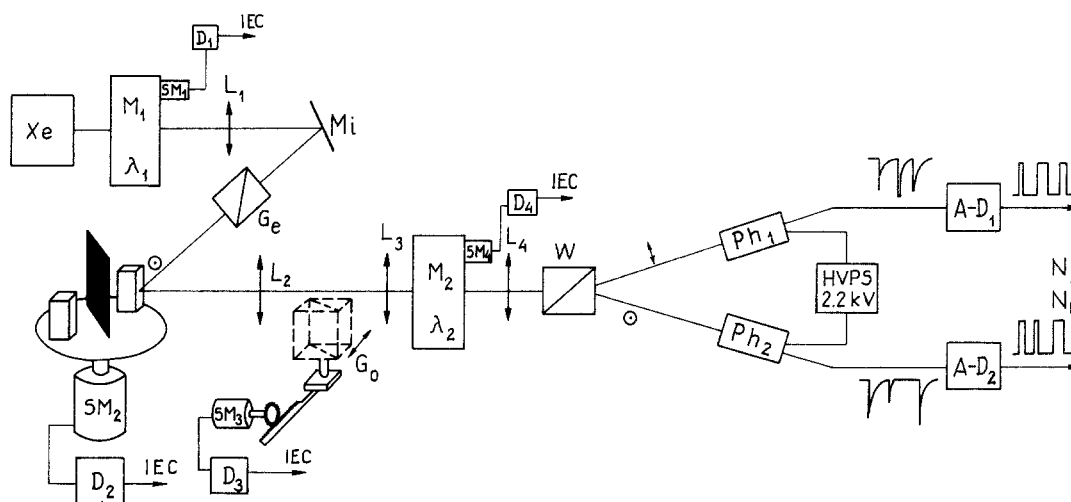 IEC
D₁
SM₁
L₁
Xe
M₁
λ₁
Mi
Ge
IEC
D₄
L₃
L₄
SM₄
M₂
λ₂
L₂
W
Ph₁
A-D₁
HVPS
2.2 kV
N
N
Ph₂
A-D₂
G₀
SM₂
SM₃
IEC
D₃
D₂
IEC